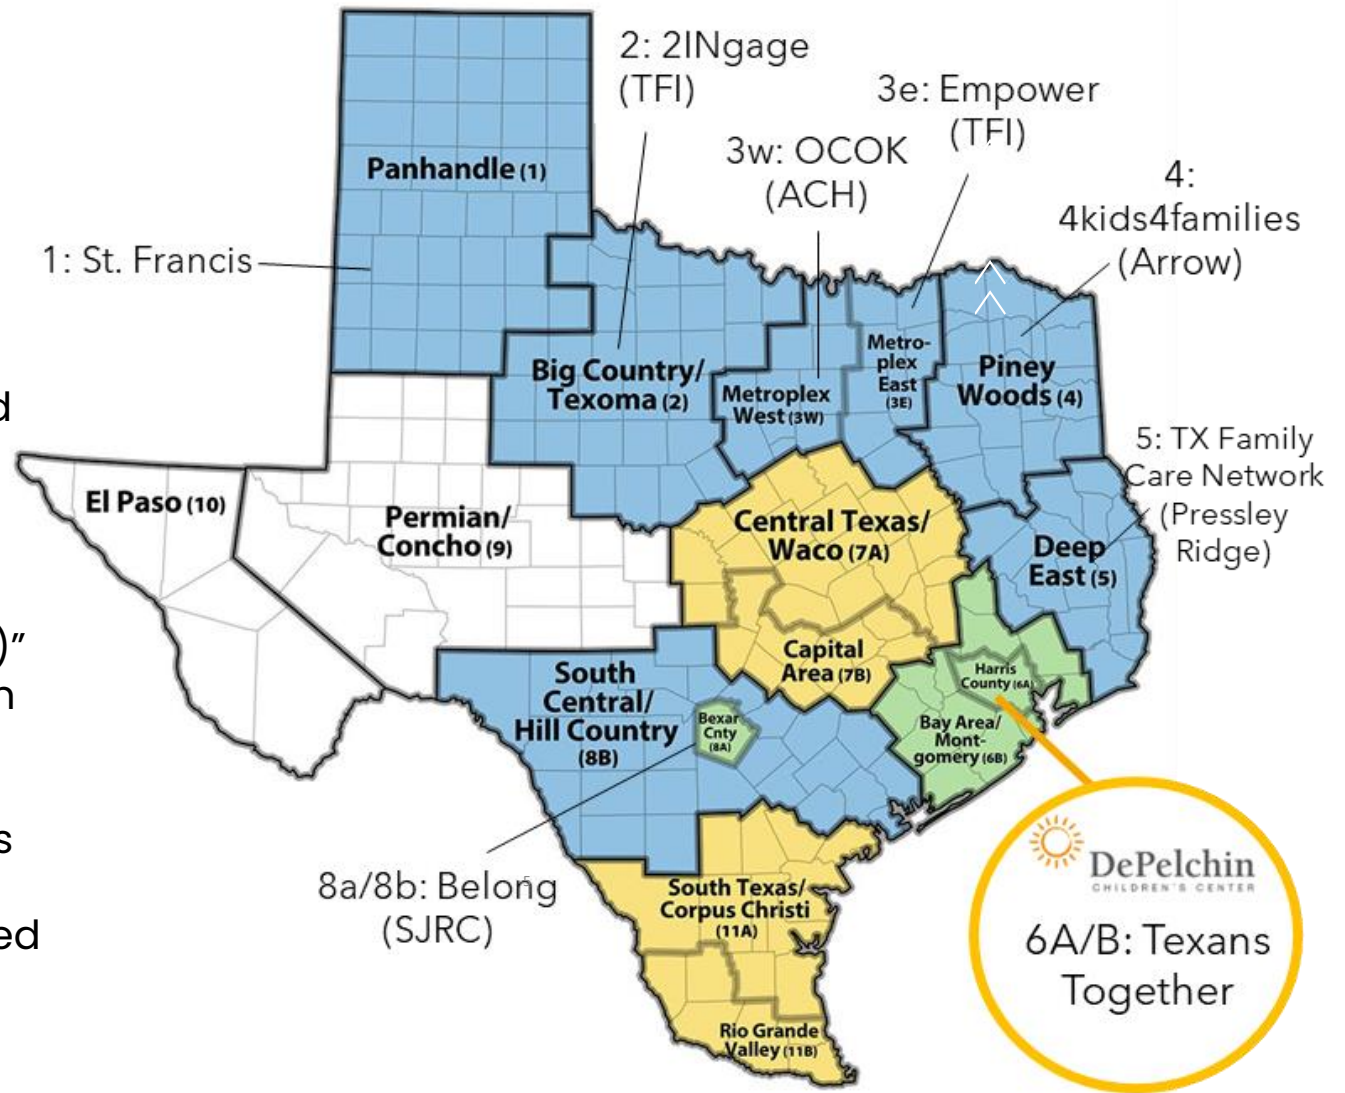 2: 2INgage
(TFI)
3e: Empower
(TFI)
3w: OCOK
(ACH)
4:
4kids4families
(Arrow)
Panhandle (1)
1: St. Francis
Big Country/
Texoma (2)
Metroplex
West (3W)
Metro-
plex
East
(3E)
Piney
Woods (4)
d
5: TX Family
Care Network
(Pressley
Ridge)
El Paso (10)
Permian/
Concho (9)
Central Texas/
Waco (7A)
Deep
East (5)
)”
n
Capital
Area (7B)
South
Central/
Hill Country
(8B)
Bexar
Cnty
(8A)
Harris
County (6A)
Bay Area/
Mont-
gomery (6B)
s
ed
8a/8b: Belong
(SJRC)
South Texas/
Corpus Christi
(11A)
Rio Grande
Valley (11B)
DePelchin
CHILDREN'S CENTER
6A/B: Texans
Together